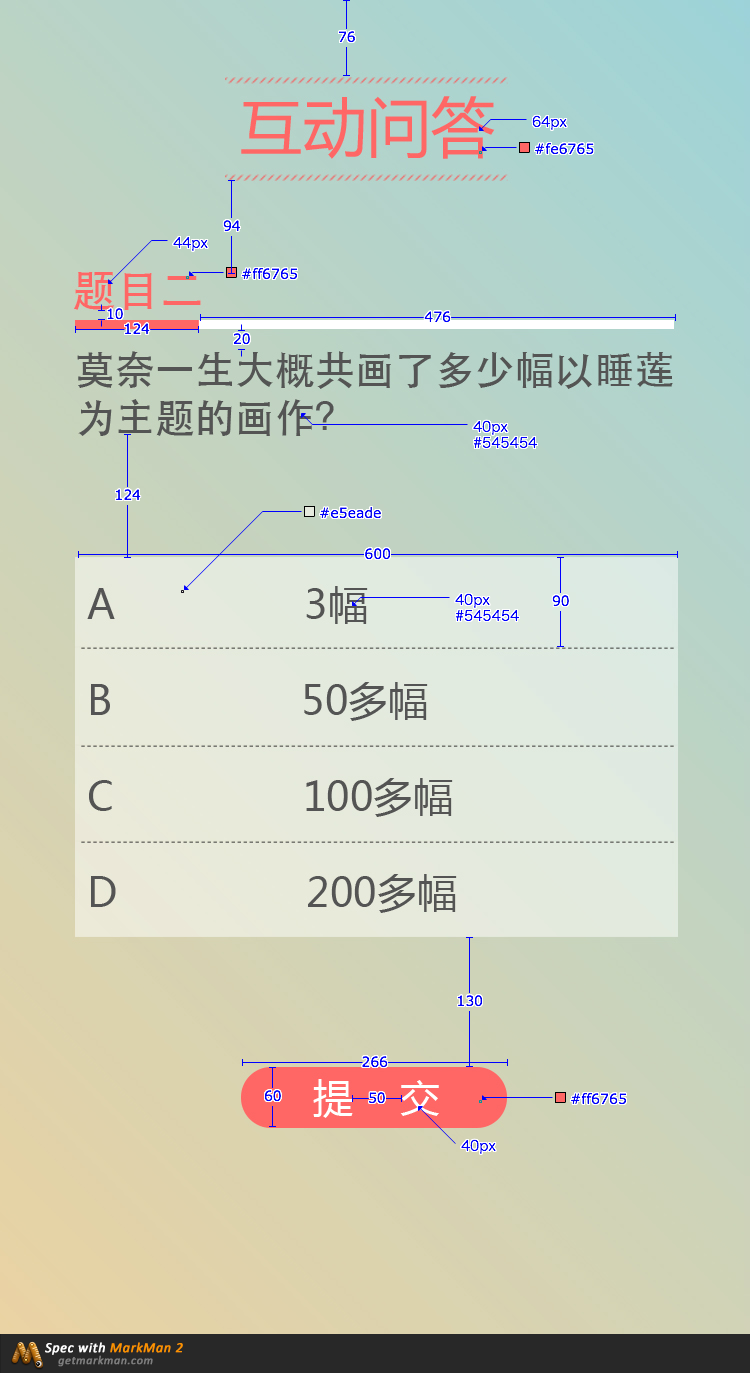 76
互动问答
64px
#fe6765
94
44px
#ff6765
题目二
10
124
476
20
莫奈一生大概共画了多少幅以睡莲
为主题的画作?
40px
#545454
124
#e5eade
600
A 3幅
40px
#545454
90
B 50多幅
C 100多幅
D 200多幅
130
266
60
提 50 交
#ff6765
40px
Spec with MarkMan 2
getmarkman.com